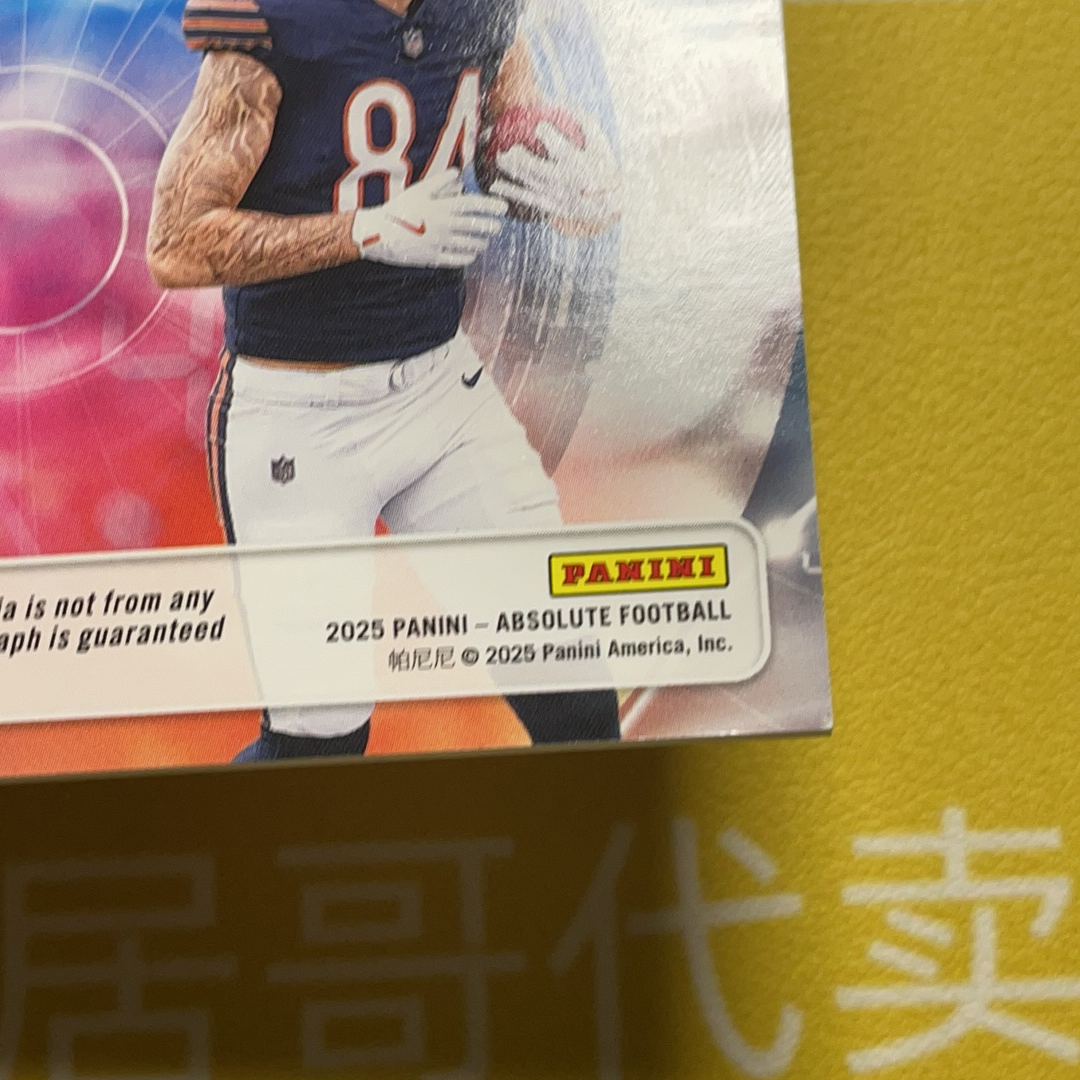 84
PANINI
ia is not from any
aph is guaranteed
2025 PANINI – ABSOLUTE FOOTBALL
帕尼尼 © 2025 Panini America, Inc.
居哥代卖